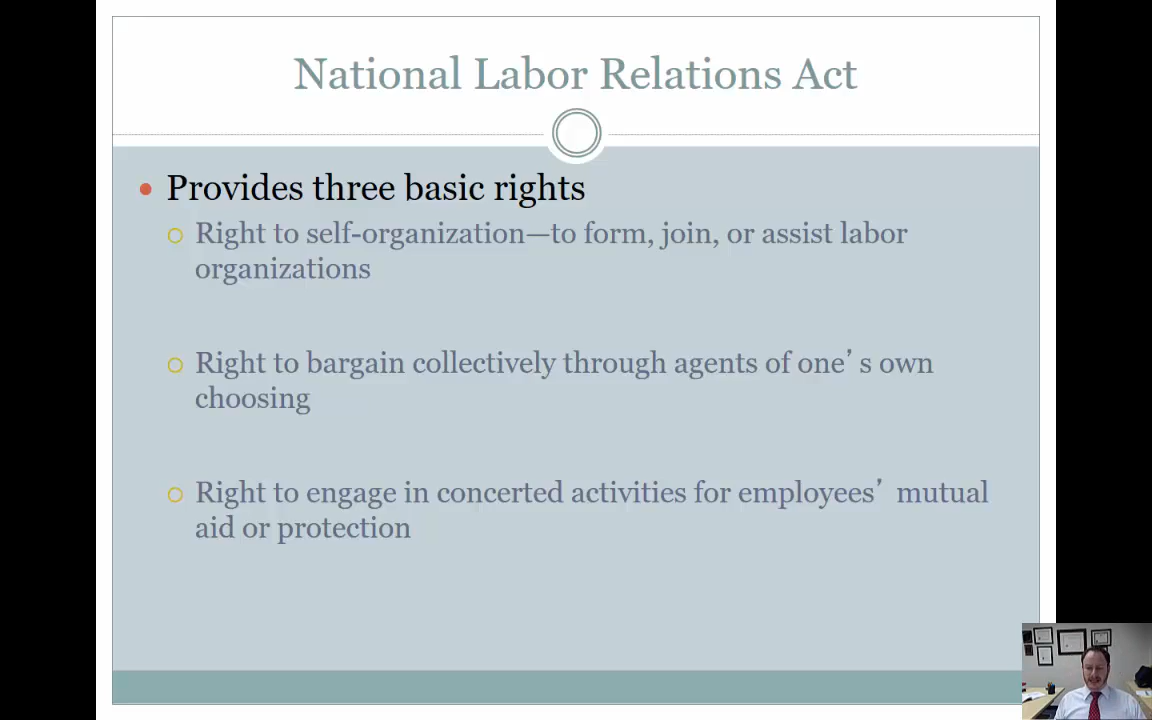 National Labor Relations Act
Provides three basic rights
Right to self-organization—to form, join, or assist labor
organizations
Right to bargain collectively through agents of one’s own
choosing
Right to engage in concerted activities for employees’ mutual
aid or protection